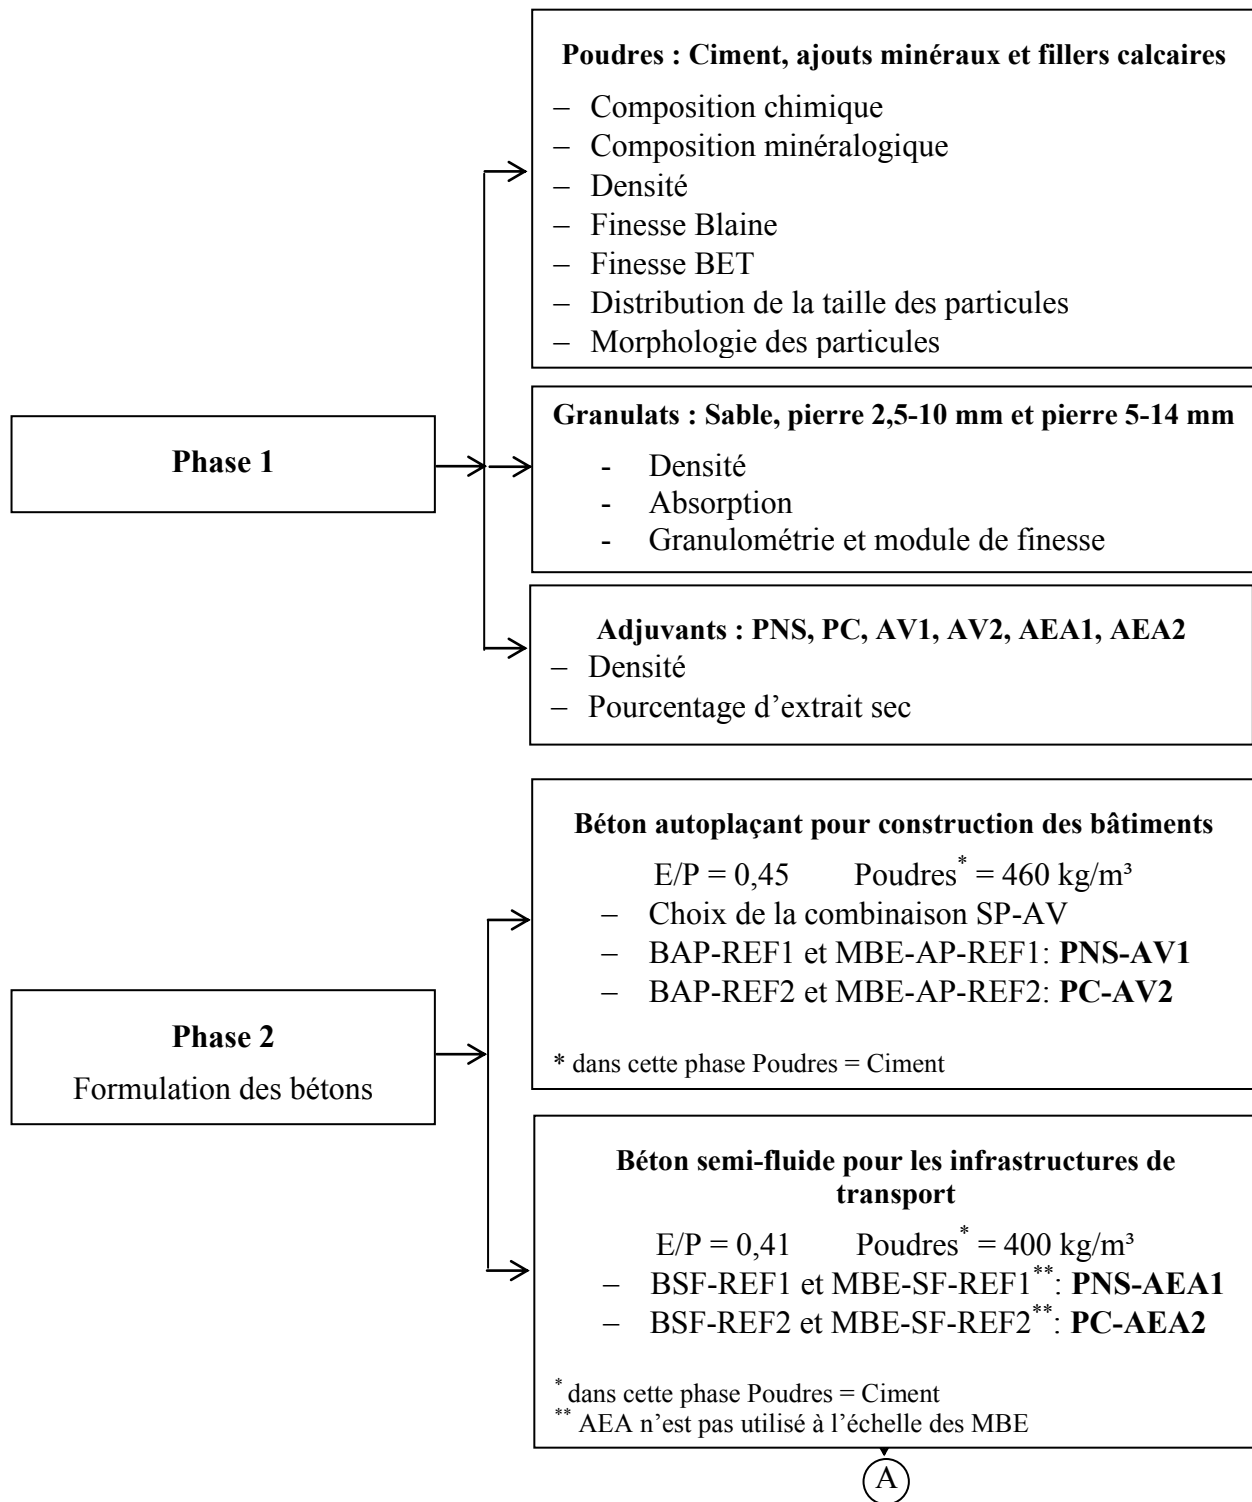 Poudres : Ciment, ajouts minéraux et fillers calcaires
– Composition chimique
– Composition minéralogique
– Densité
– Finesse Blaine
– Finesse BET
– Distribution de la taille des particules
– Morphologie des particules
Phase 1
Granulats : Sable, pierre 2,5-10 mm et pierre 5-14 mm
- Densité
- Absorption
- Granulométrie et module de finesse
Adjuvants : PNS, PC, AV1, AV2, AEA1, AEA2
– Densité
– Pourcentage d’extrait sec
Béton autoplaçant pour construction des bâtiments
E/P = 0,45 Poudres* = 460 kg/m³
– Choix de la combinaison SP-AV
– BAP-REF1 et MBE-AP-REF1: PNS-AV1
– BAP-REF2 et MBE-AP-REF2: PC-AV2
* dans cette phase Poudres = Ciment
Phase 2
Formulation des bétons
Béton semi-fluide pour les infrastructures de
transport
E/P = 0,41 Poudres* = 400 kg/m³
– BSF-REF1 et MBE-SF-REF1**: PNS-AEA1
– BSF-REF2 et MBE-SF-REF2**: PC-AEA2
* dans cette phase Poudres = Ciment
** AEA n’est pas utilisé à l’échelle des MBE
A